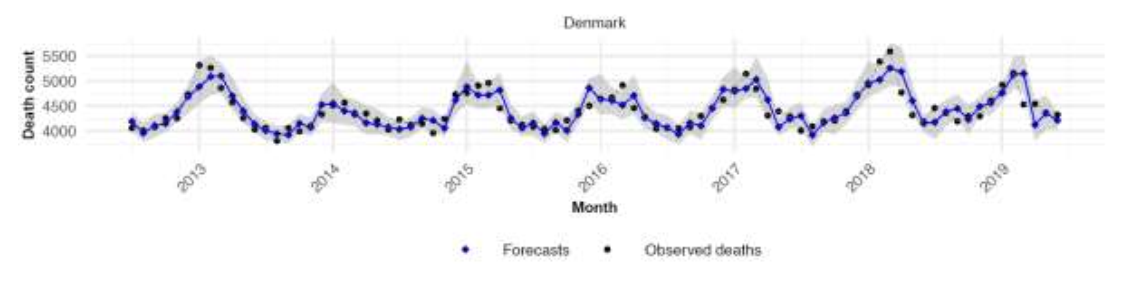 Denmark
Death count
5500
5000
4500
4000
2013
2014
2015
2016
2017
2018
2019
Month
Forecasts
Observed deaths